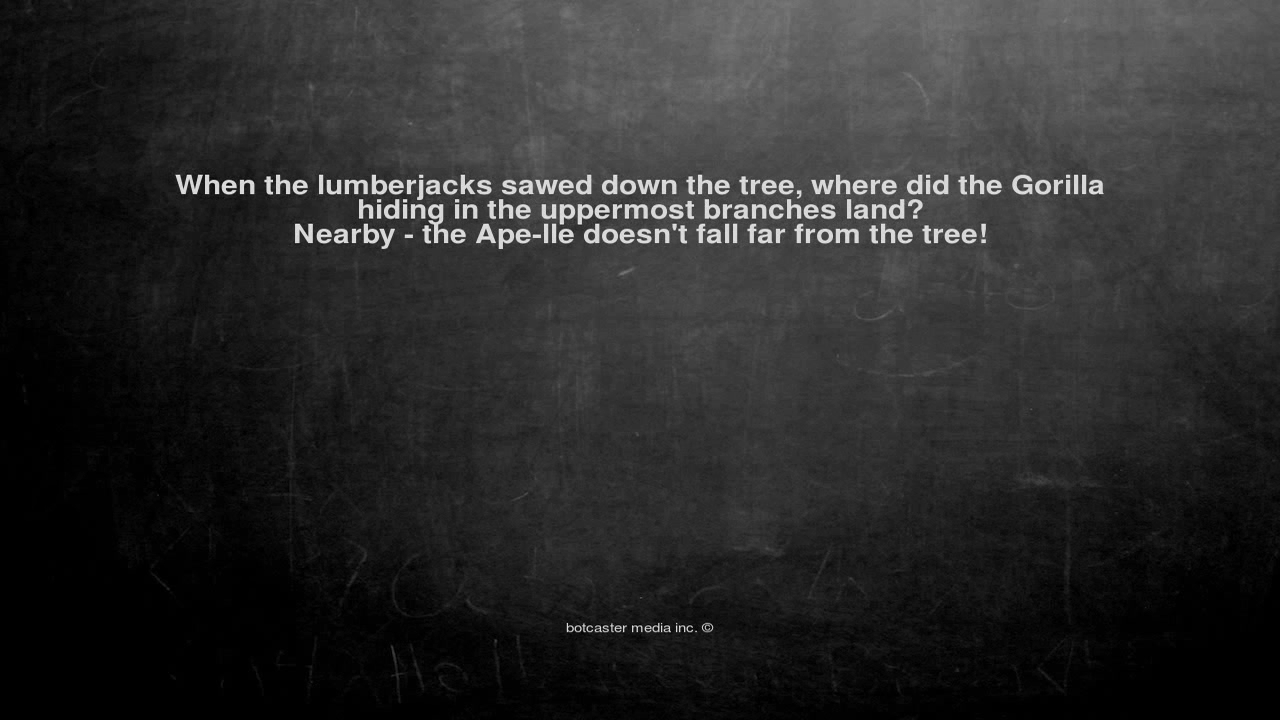 When the lumberjacks sawed down the tree, where did the Gorilla
hiding in the uppermost branches land?
Nearby - the Ape-lle doesn't fall far from the tree!
botcaster media inc. ©